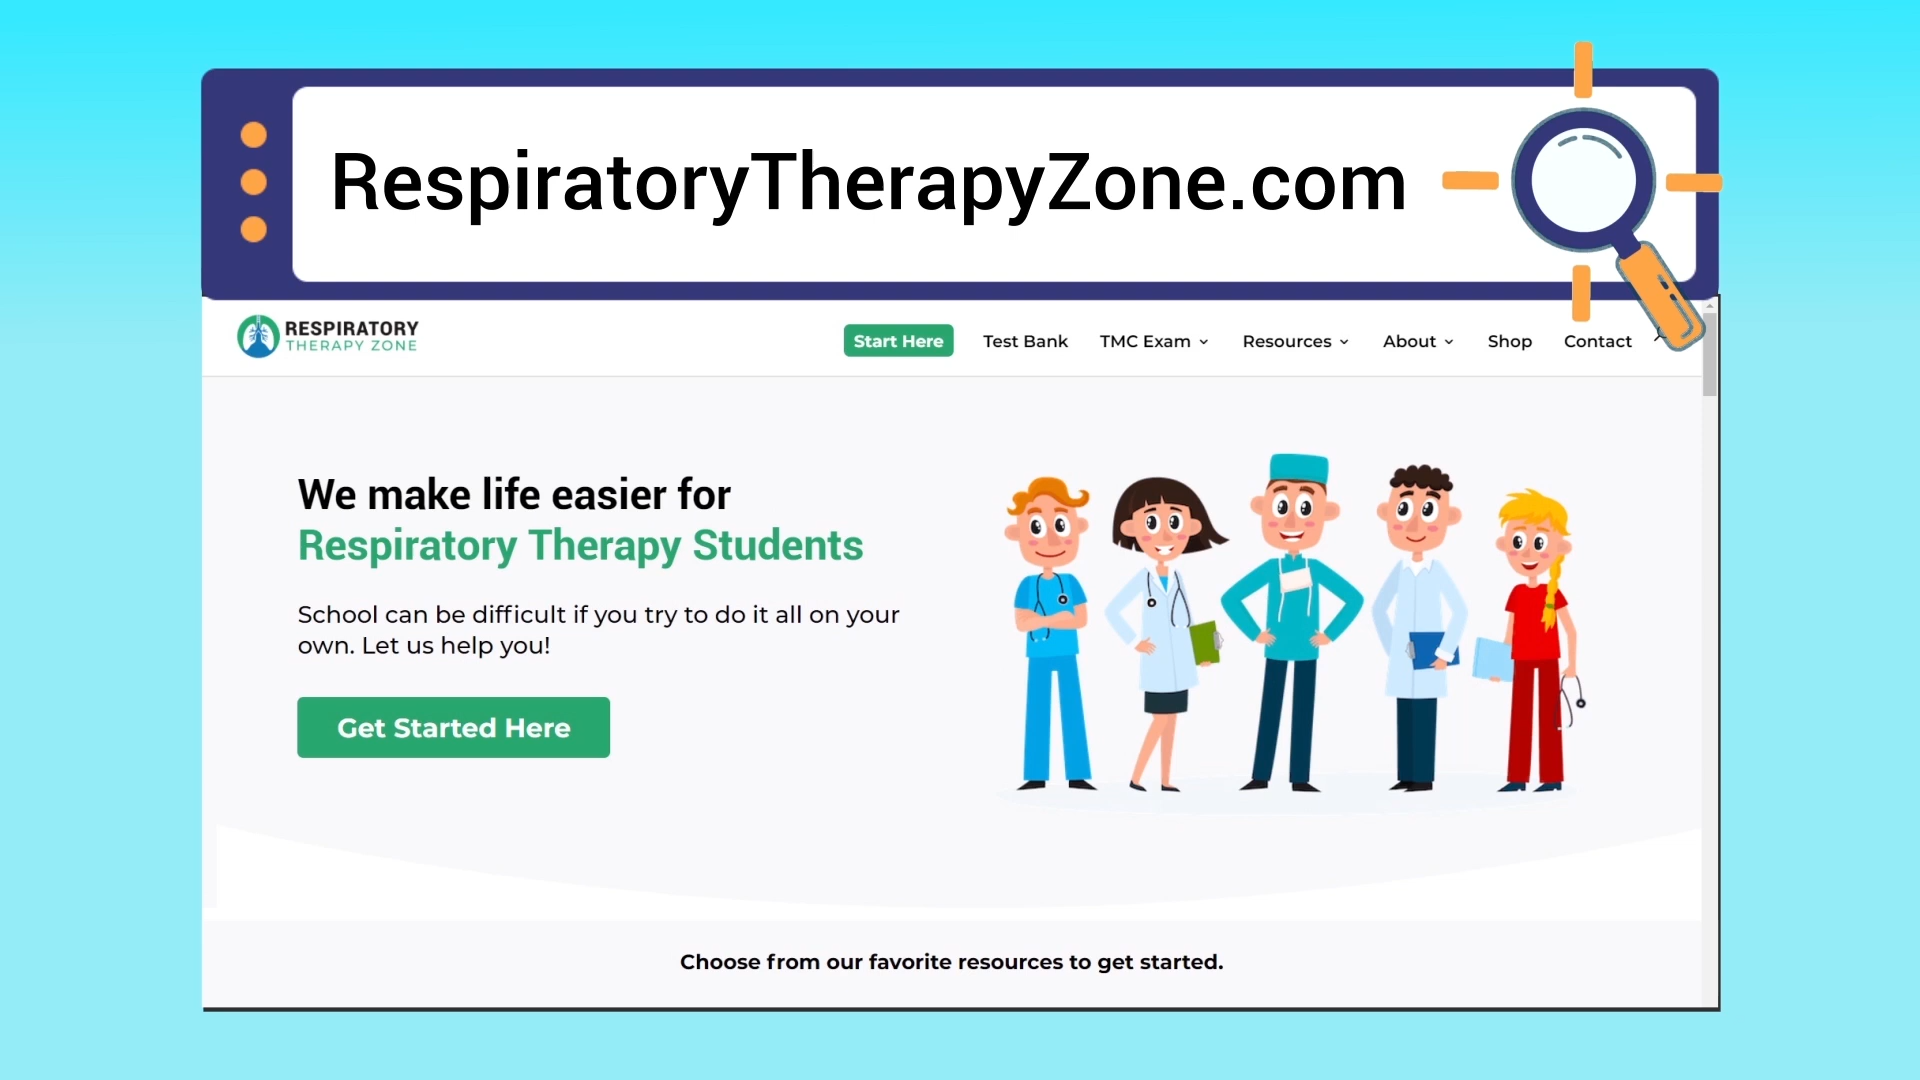 RespiratoryTherapyZone.com
RESPIRATORY
THERAPY ZONE
Start Here
Test Bank
TMC Exam
Resources
About
Shop
Contact
We make life easier for
Respiratory Therapy Students
School can be difficult if you try to do it all on your
own. Let us help you!
Get Started Here
Choose from our favorite resources to get started.